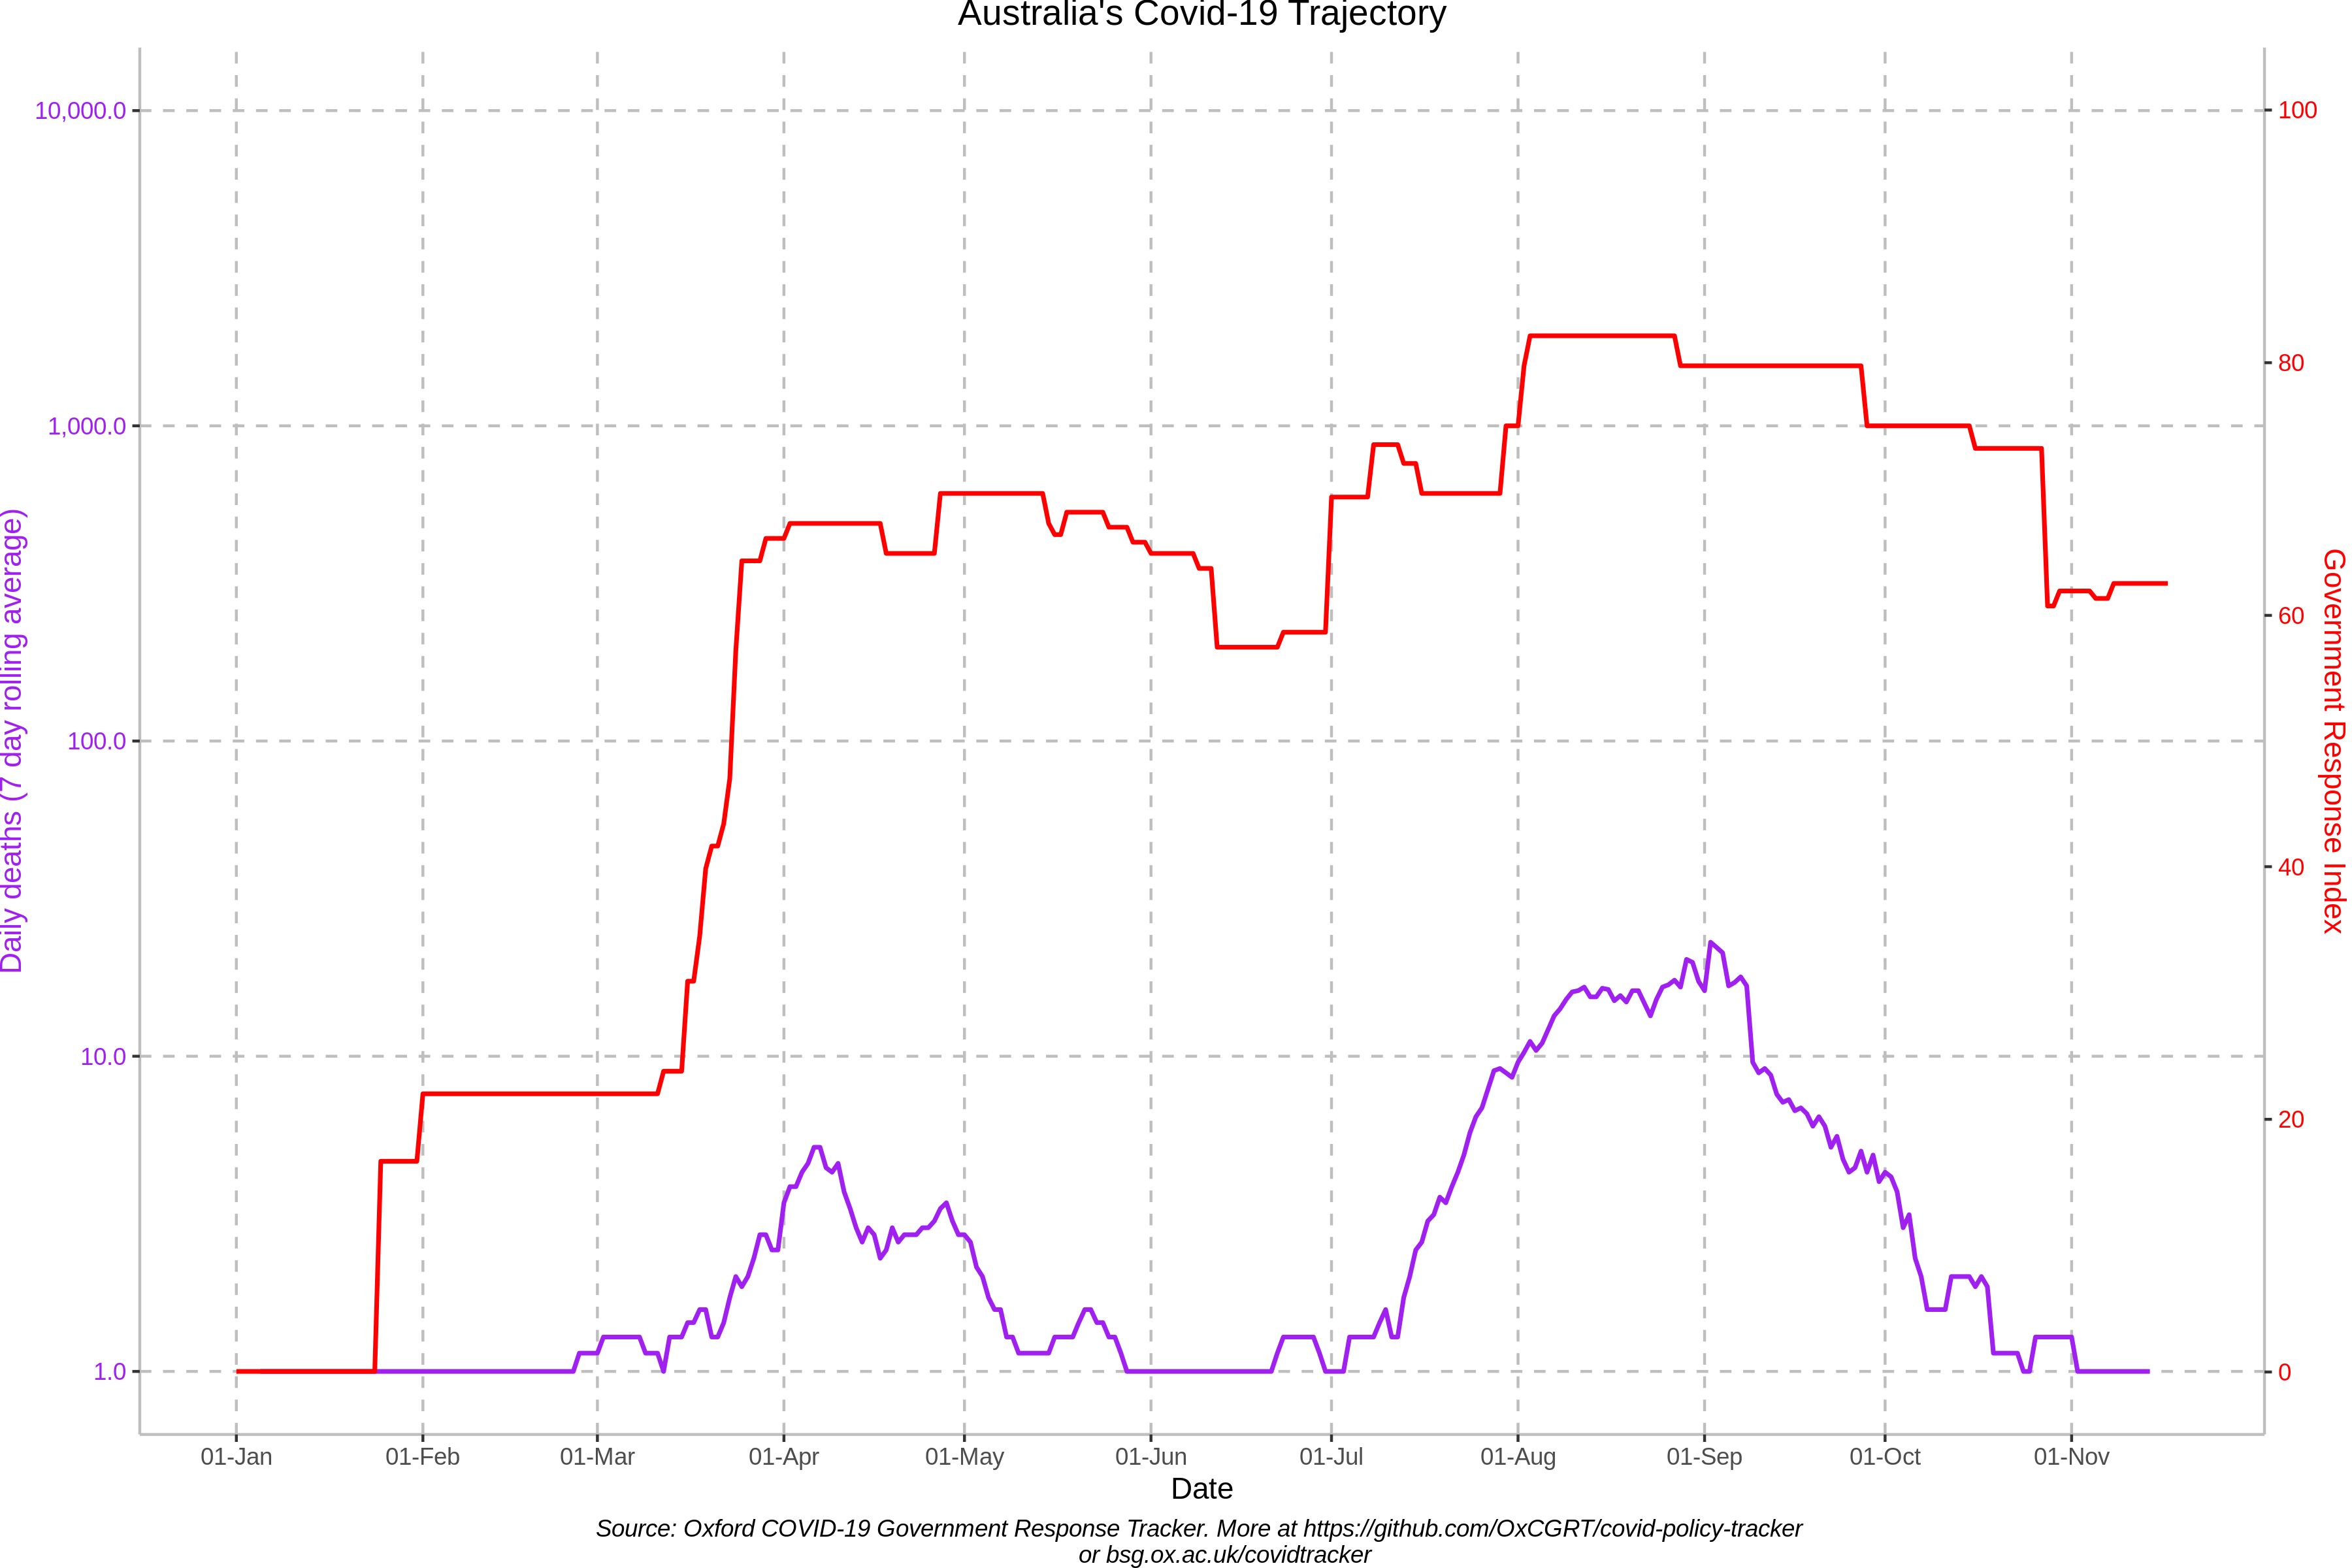 Australia's Covid-19 Trajectory
10,000.0
1,000.0
100.0
10.0
1.0
Daily deaths (7 day rolling average)
100
80
60
40
20
0
Government Response Index
01-Jan
01-Feb
01-Mar
01-Apr
01-May
01-Jun
01-Jul
01-Aug
01-Sep
01-Oct
01-Nov
Date
Source: Oxford COVID-19 Government Response Tracker. More at https://github.com/OxCGRT/covid-policy-tracker
or bsg.ox.ac.uk/covidtracker